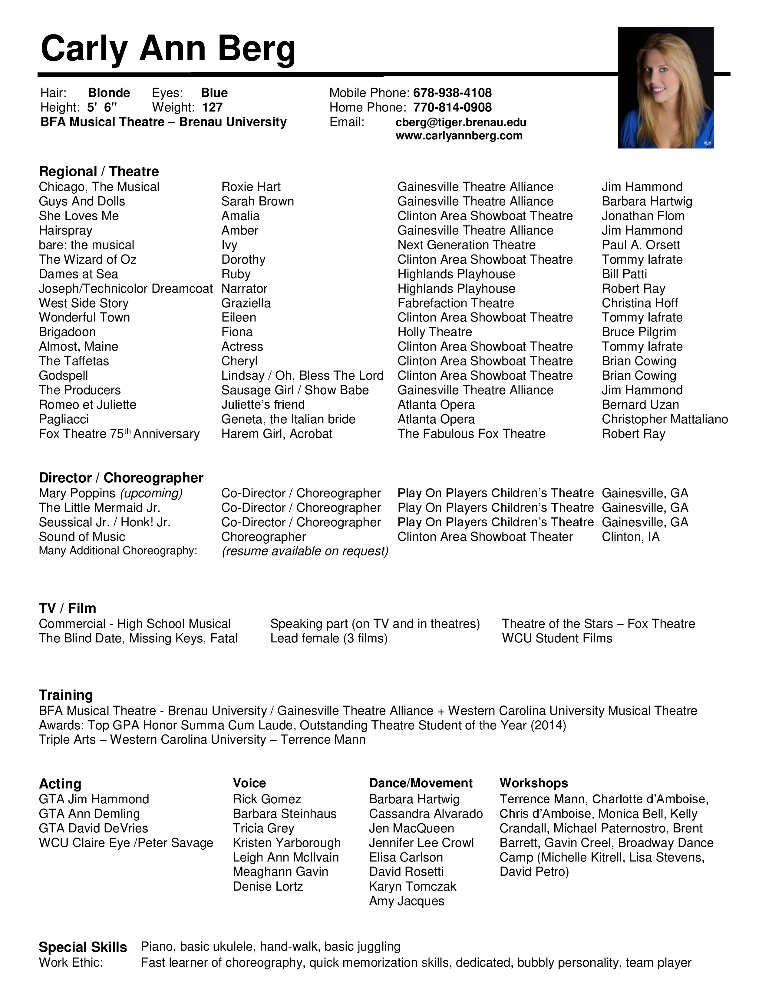 Carly Ann Berg
Hair: Blonde Eyes: Blue Mobile Phone: 678-938-4108
Height: 5' 6" Weight: 127 Home Phone: 770-814-0908
BFA Musical Theatre – Brenau University Email: cberg@tiger.brenau.edu
www.carlyannberg.com
Regional / Theatre
Chicago, The Musical Roxie Hart Gainesville Theatre Alliance Jim Hammond
Guys And Dolls Sarah Brown Gainesville Theatre Alliance Barbara Hartwig
She Loves Me Amalia Clinton Area Showboat Theatre Jonathan Flom
Hairspray Amber Gainesville Theatre Alliance Jim Hammond
bare: the musical Ivy Next Generation Theatre Paul A. Orsett
The Wizard of Oz Dorothy Clinton Area Showboat Theatre Tommy Iafrate
Dames at Sea Ruby Highlands Playhouse Bill Patti
Joseph/Technicolor Dreamcoat Narrator Highlands Playhouse Robert Ray
West Side Story Graziella Fabrefaction Theatre Christina Hoff
Wonderful Town Eileen Clinton Area Showboat Theatre Tommy Iafrate
Brigadoon Fiona Holly Theatre Bruce Pilgrim
Almost, Maine Actress Clinton Area Showboat Theatre Tommy Iafrate
The Taffetas Cheryl Clinton Area Showboat Theatre Brian Cowing
Godspell Lindsay / Oh, Bless The Lord Clinton Area Showboat Theatre Brian Cowing
The Producers Sausage Girl / Show Babe Gainesville Theatre Alliance Jim Hammond
Romeo et Juliette Juliette's friend Atlanta Opera Bernard Uzan
Pagliacci Geneta, the Italian bride Atlanta Opera Christopher Mattaliano
Fox Theatre 75th Anniversary Harem Girl, Acrobat The Fabulous Fox Theatre Robert Ray
Director / Choreographer
Mary Poppins (upcoming) Co-Director / Choreographer Play On Players Children's Theatre Gainesville, GA
The Little Mermaid Jr. Co-Director / Choreographer Play On Players Children's Theatre Gainesville, GA
Seussical Jr. / Honk! Jr. Co-Director / Choreographer Play On Players Children's Theatre Gainesville, GA
Sound of Music Choreographer Clinton Area Showboat Theater Clinton, IA
Many Additional Choreography: (resume available on request)
TV / Film
Commercial - High School Musical Speaking part (on TV and in theatres) Theatre of the Stars – Fox Theatre
The Blind Date, Missing Keys, Fatal Lead female (3 films) WCU Student Films
Training
BFA Musical Theatre - Brenau University / Gainesville Theatre Alliance + Western Carolina University Musical Theatre
Awards: Top GPA Honor Summa Cum Laude, Outstanding Theatre Student of the Year (2014)
Triple Arts – Western Carolina University – Terrence Mann
Acting Voice Dance/Movement Workshops
GTA Jim Hammond Rick Gomez Barbara Hartwig Terrence Mann, Charlotte d'Amboise,
GTA Ann Demling Barbara Steinhaus Cassandra Alvarado Chris d'Amboise, Monica Bell, Kelly
GTA David DeVries Tricia Grey Jen MacQueen Crandall, Michael Paternostro, Brent
WCU Claire Eye /Peter Savage Kristen Yarborough Jennifer Lee Crowl Barrett, Gavin Creel, Broadway Dance
Leigh Ann McIlvain Elisa Carlson Camp (Michelle Kitrell, Lisa Stevens,
Meaghann Gavin David Rosetti David Petro)
Denise Lortz Karyn Tomczak
Amy Jacques
Special Skills Piano, basic ukulele, hand-walk, basic juggling
Work Ethic: Fast learner of choreography, quick memorization skills, dedicated, bubbly personality, team player